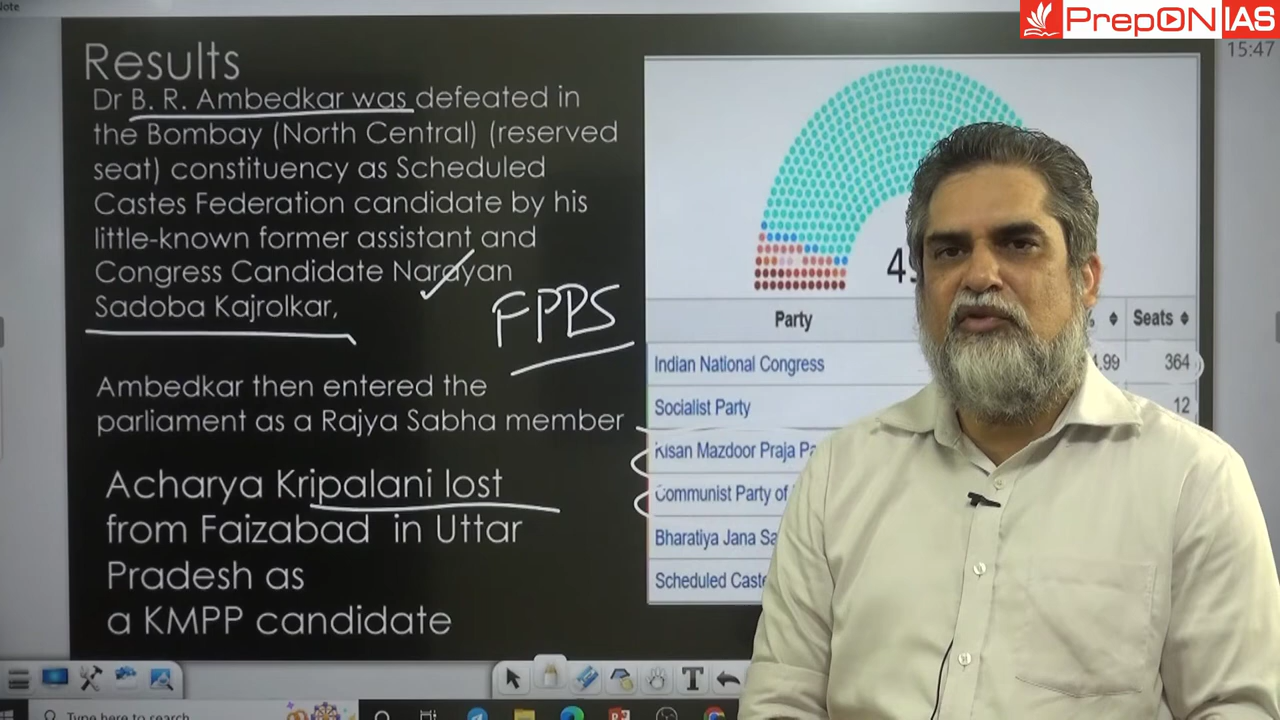 Note
PrepON IAS
15:47
Results
Dr B. R. Ambedkar was defeated in
the Bombay (North Central) (reserved
seat) constituency as Scheduled
Castes Federation candidate by his
little-known former assistant and
Congress Candidate Narayan
Sadoba Kajrolkar,
FPPS
Ambedkar then entered the
parliament as a Rajya Sabha member
Acharya Kripalani lost
from Faizabad in Uttar
Pradesh as
a KMPP candidate
Party % Seats
Indian National Congress 4.99 364
Socialist Party 12
Kisan Mazdoor Praja Pa
Communist Party of
Bharatiya Jana Sa
Scheduled Caste
T
Type here to search